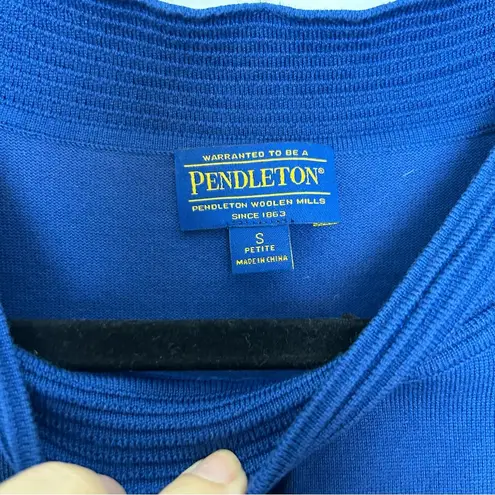 WARRANTED TO BE A
PENDLETON®
PENDLETON WOOLEN MILLS
SINCE 1863
S
PETITE
MADE IN CHINA